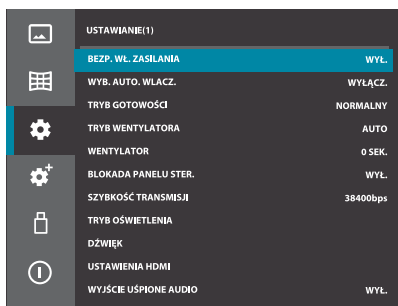 USTAWIANIE(1)
BEZP. WŁ. ZASILANIA WYŁ.
WYB. AUTO. WLACZ. WYŁĄCZ.
TRYB GOTOWOŚCI NORMALNY
TRYB WENTYLATORA AUTO
WENTYLATOR 0 SEK.
BLOKADA PANELU STER. WYŁ.
SZYBKOŚĆ TRANSMISJI 38400bps
TRYB OŚWIETLENIA
DŹWIĘK
USTAWIENIA HDMI
WYJŚCIE UŚPIONE AUDIO WYŁ.